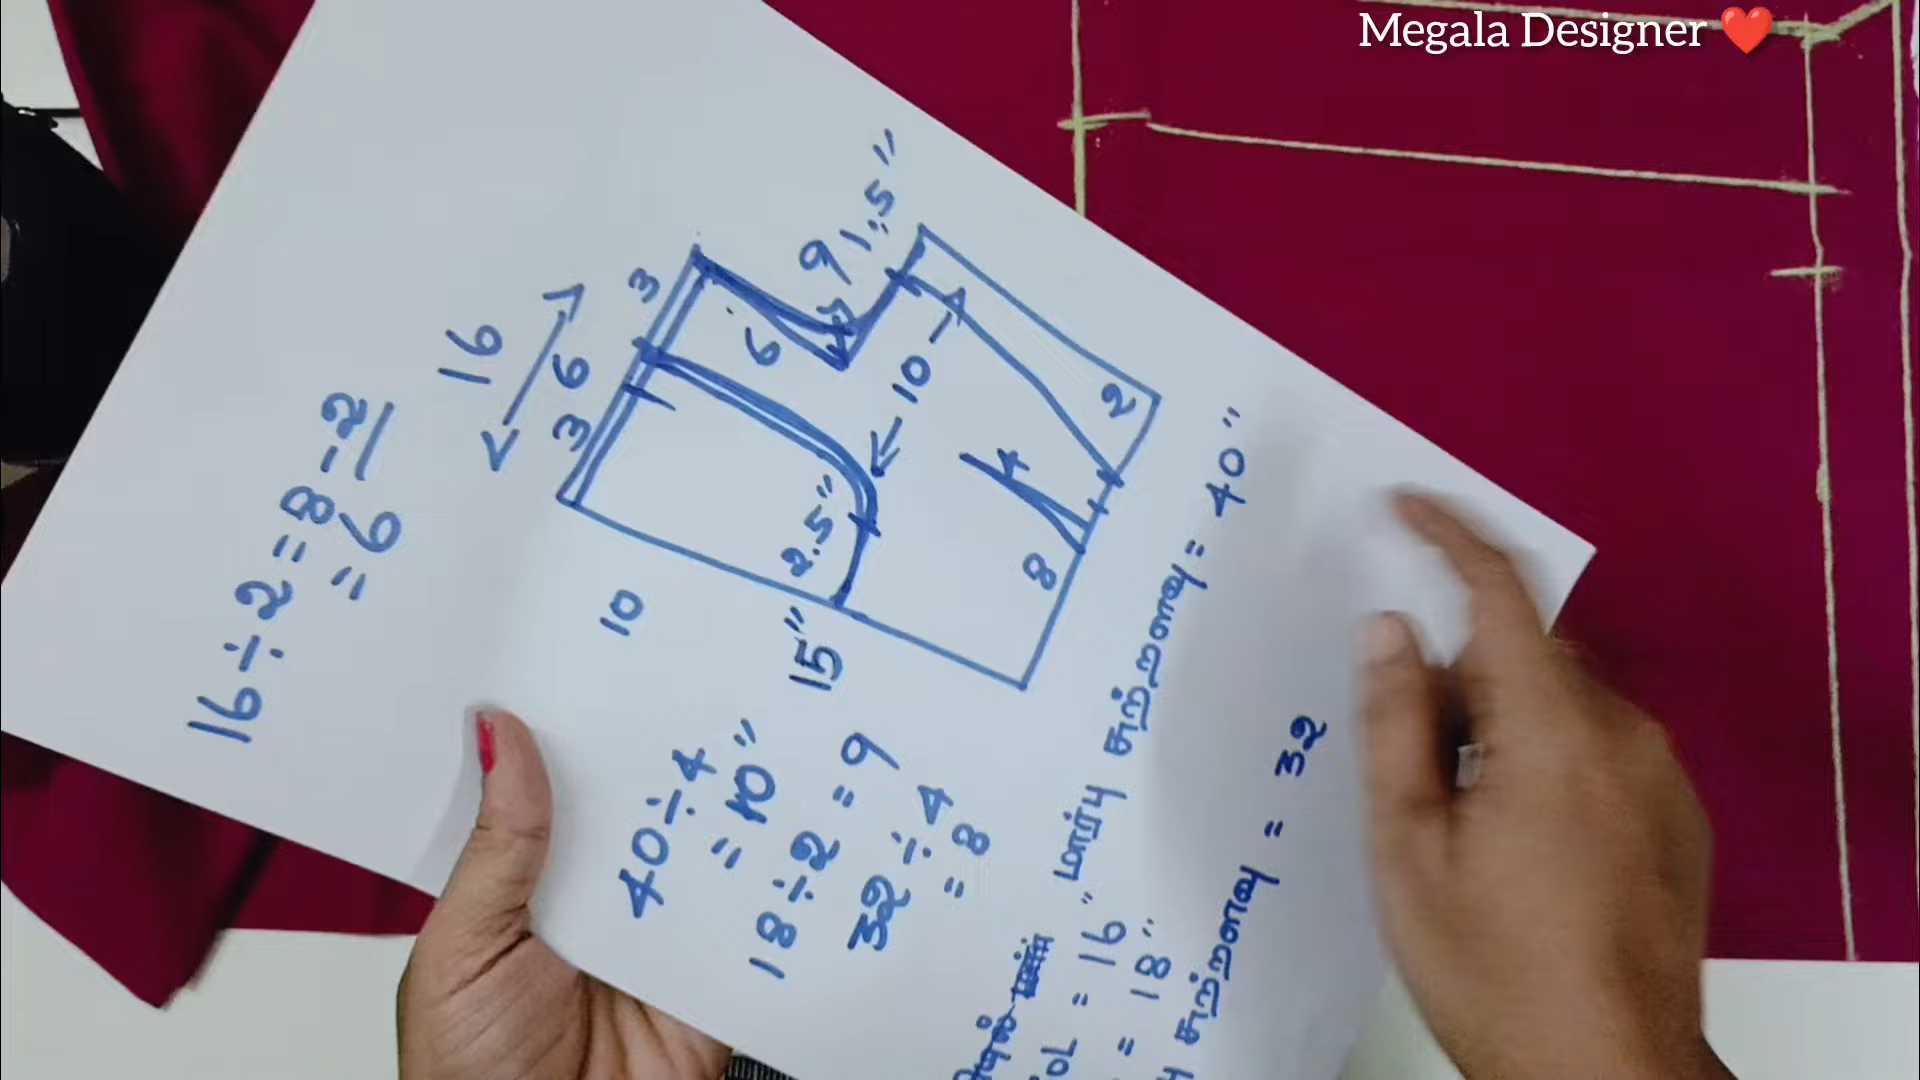 Megala Designer ❤️
16 ÷ 2 = 8 - 2
= 6
16
3 6 3
6
9
1.5"
10
2
4
8
2.5"
10
15"
40 ÷ 4
= 10"
18 ÷ 2 = 9
32 ÷ 4
= 8
மார்பு சுற்றளவு = 40"
= 16"
= 18"
சுற்றளவு = 32